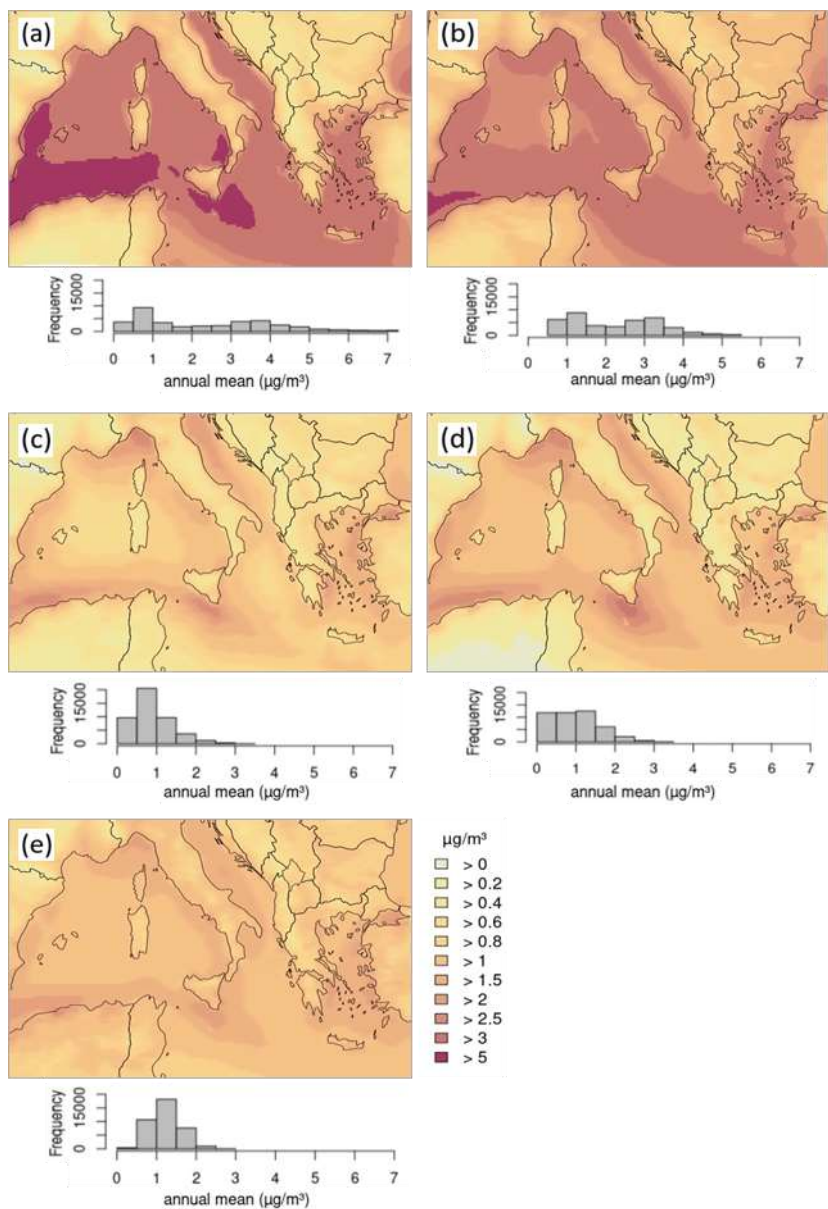 (a)
(b)
Frequency
0 15000
0 1 2 3 4 5 6 7
annual mean (µg/m³)
Frequency
0 15000
0 1 2 3 4 5 6 7
annual mean (µg/m³)
(c)
(d)
Frequency
0 15000
0 1 2 3 4 5 6 7
annual mean (µg/m³)
Frequency
0 15000
0 1 2 3 4 5 6 7
annual mean (µg/m³)
(e)
µg/m³
> 0
> 0.2
> 0.4
> 0.6
> 0.8
> 1
> 1.5
> 2
> 2.5
> 3
> 5
Frequency
0 15000
0 1 2 3 4 5 6 7
annual mean (µg/m³)